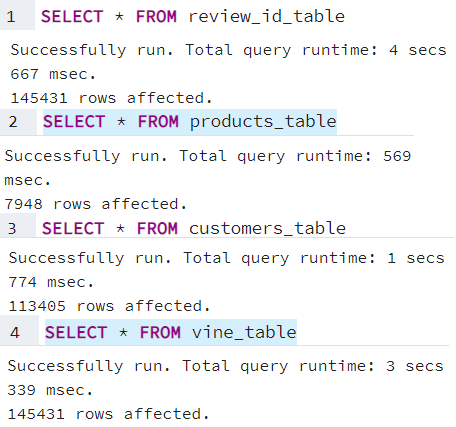 1 SELECT * FROM review_id_table
Successfully run. Total query runtime: 4 secs
667 msec.
145431 rows affected.
2 SELECT * FROM products_table
Successfully run. Total query runtime: 569
msec.
7948 rows affected.
3 SELECT * FROM customers_table
Successfully run. Total query runtime: 1 secs
774 msec.
113405 rows affected.
4 SELECT * FROM vine_table
Successfully run. Total query runtime: 3 secs
339 msec.
145431 rows affected.